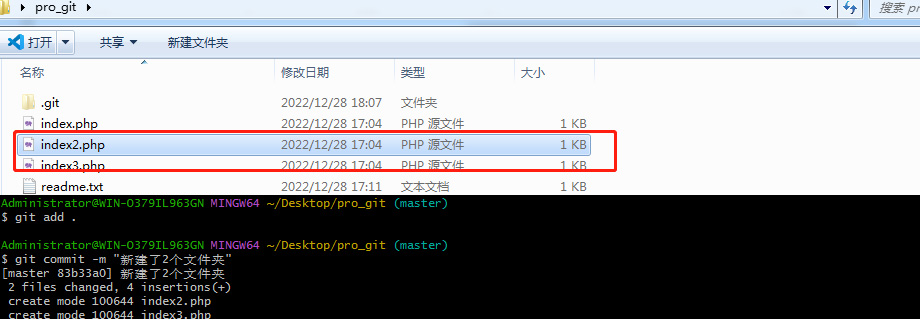 pro_git
搜索 pr
打开 共享 新建文件夹
名称 修改日期 类型 大小
.git 2022/12/28 18:07 文件夹
index.php 2022/12/28 17:04 PHP 源文件 1 KB
index2.php 2022/12/28 17:04 PHP 源文件 1 KB
index3.php 2022/12/28 17:04 PHP 源文件 1 KB
readme.txt 2022/12/28 17:11 文本文档 1 KB
Administrator@WIN-O379IL963GN MINGW64 ~/Desktop/pro_git (master)
$ git add .
Administrator@WIN-O379IL963GN MINGW64 ~/Desktop/pro_git (master)
$ git commit -m "新建了2个文件夹"
[master 83b33a0] 新建了2个文件夹
2 files changed, 4 insertions(+)
create mode 100644 index2.php
create mode 100644 index3.php